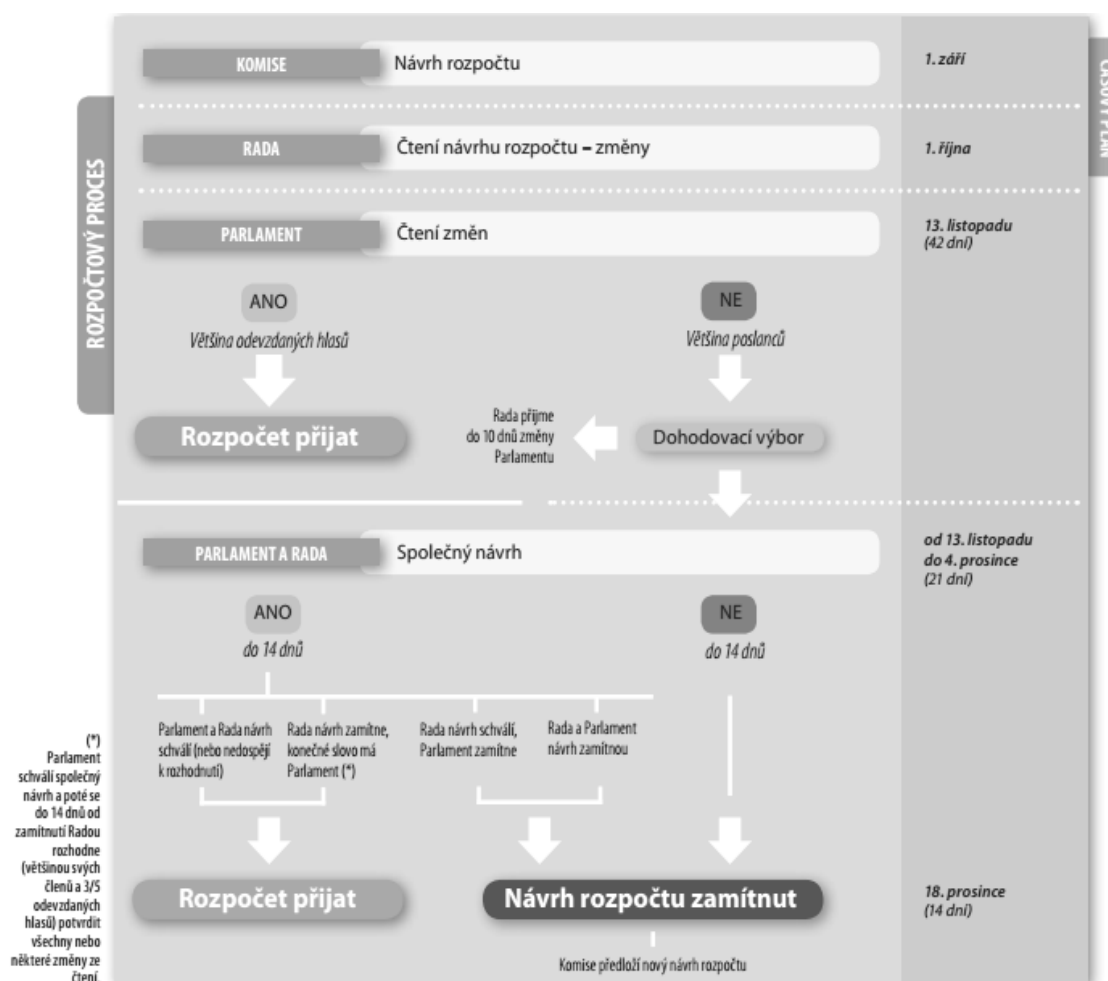 KOMISE
Návrh rozpočtu
1. září
ČASOVÝ PLÁN
ROZPOČTOVÝ PROCES
RADA
Čtení návrhu rozpočtu – změny
1. října
PARLAMENT
Čtení změn
13. listopadu
(42 dní)
ANO
Většina odevzdaných hlasů
NE
Většina poslanců
Rozpočet přijat
Rada přijme
do 10 dnů změny
Parlamentu
Dohodovací výbor
PARLAMENT A RADA
Společný návrh
od 13. listopadu
do 4. prosince
(21 dní)
ANO
do 14 dnů
NE
do 14 dnů
Parlament a Rada návrh
schválí (nebo nedospějí
k rozhodnutí)
Rada návrh zamítne,
konečné slovo má
Parlament (*)
Rada návrh schválí,
Parlament zamítne
Rada a Parlament
návrh zamítnou
(*)
Parlament
schválí společný
návrh a poté se
do 14 dnů od
zamítnutí Radou
rozhodne
(většinou svých
členů a 3/5
odevzdaných
hlasů) potvrdit
všechny nebo
některé změny ze
čtení.
Rozpočet přijat
Návrh rozpočtu zamítnut
18. prosince
(14 dní)
Komise předloží nový návrh rozpočtu